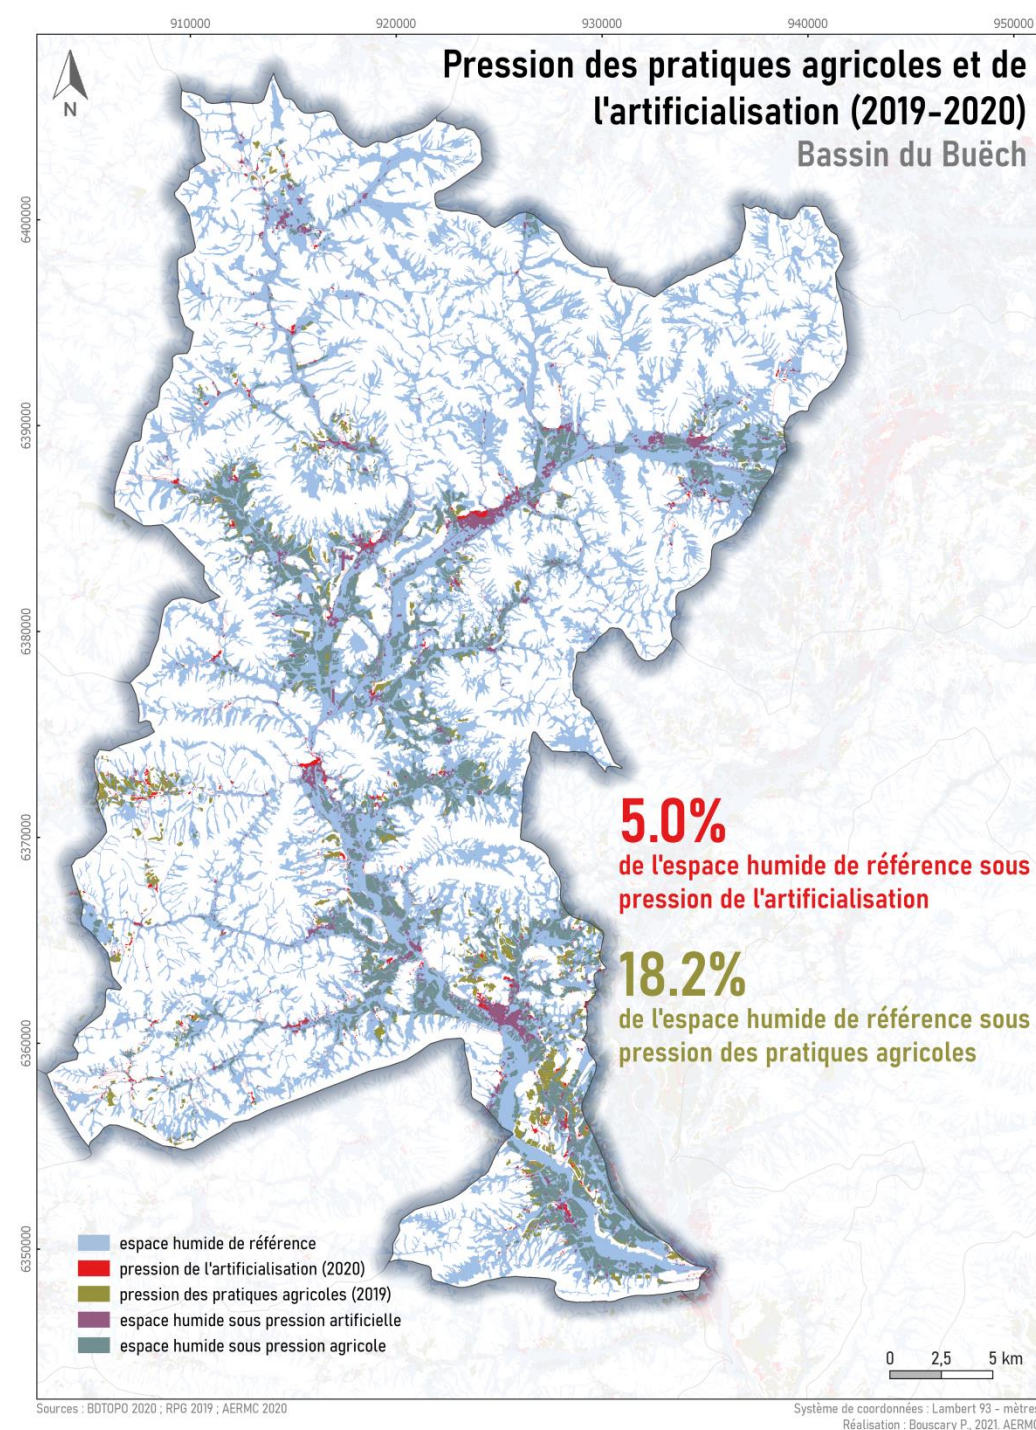 910000
920000
930000
940000
950000
N
Pression des pratiques agricoles et de
l'artificialisation (2019-2020)
Bassin du Buëch
6400000
6390000
6380000
6370000
6360000
6350000
5.0%
de l'espace humide de référence sous
pression de l'artificialisation
18.2%
de l'espace humide de référence sous
pression des pratiques agricoles
espace humide de référence
pression de l'artificialisation (2020)
pression des pratiques agricoles (2019)
espace humide sous pression artificielle
espace humide sous pression agricole
0 2,5 5 km
Sources : BDTOPO 2020 ; RPG 2019 ; AERMC 2020
Système de coordonnées : Lambert 93 - mètres
Réalisation : Bouscary P., 2021. AERMC